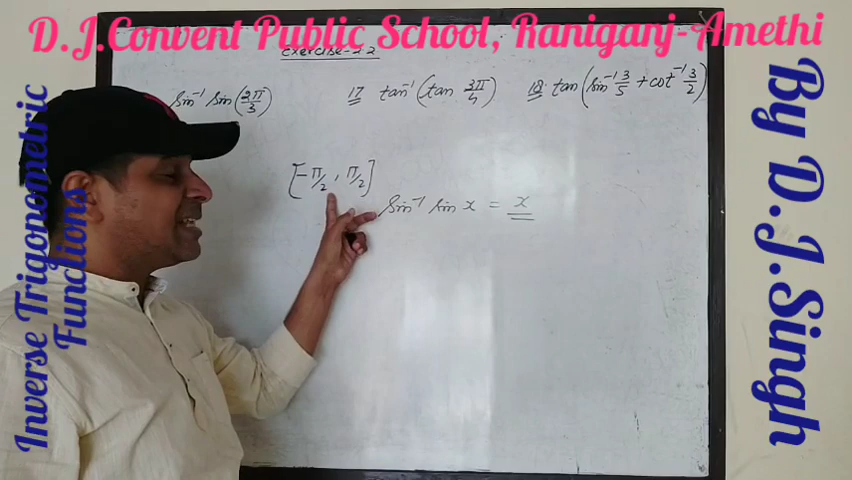 D.J.Convent Public School, Raniganj-Amethi
Exercise-2.2
sin⁻¹ sin(2π/3)
17 tan⁻¹(tan 3π/4)
18. tan(sin⁻¹ 3/5 + cot⁻¹ 3/2)
[-π/2, π/2]
sin⁻¹ sin x = x
Inverse Trigonometric
Functions
By D.J.Singh